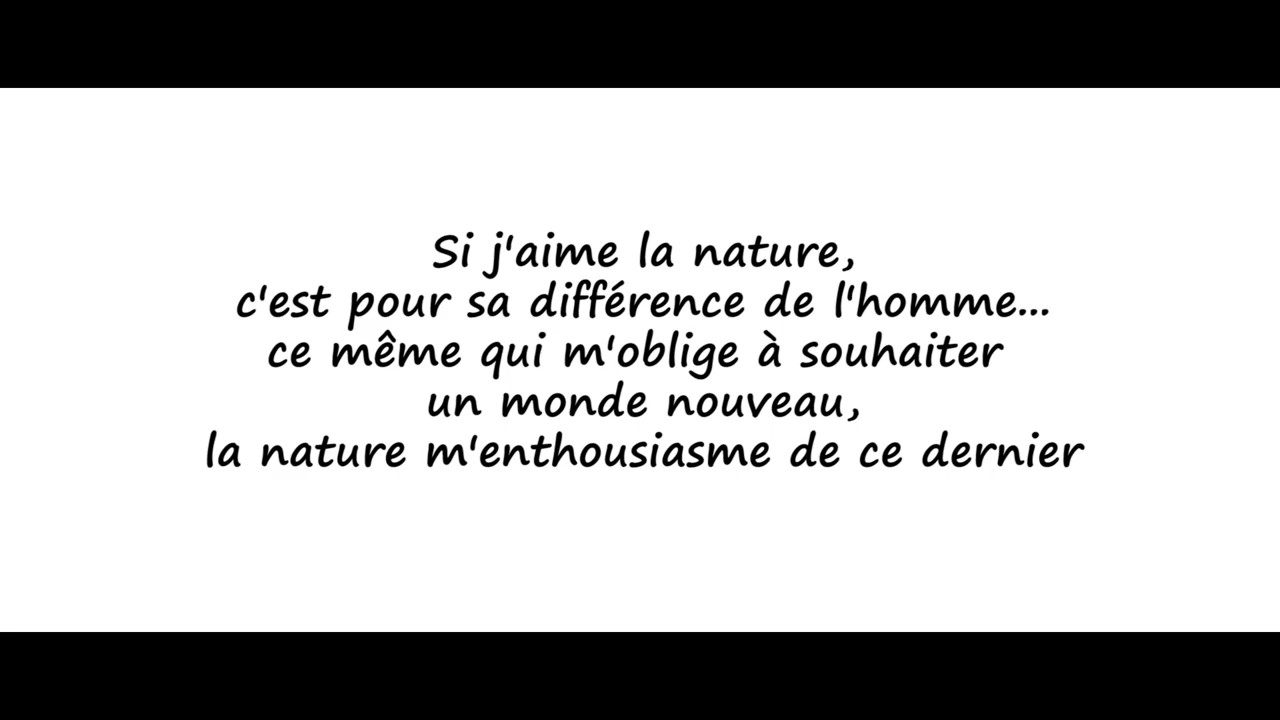 Si j'aime la nature,
c'est pour sa différence de l'homme...
ce même qui m'oblige à souhaiter
un monde nouveau,
la nature m'enthousiasme de ce dernier